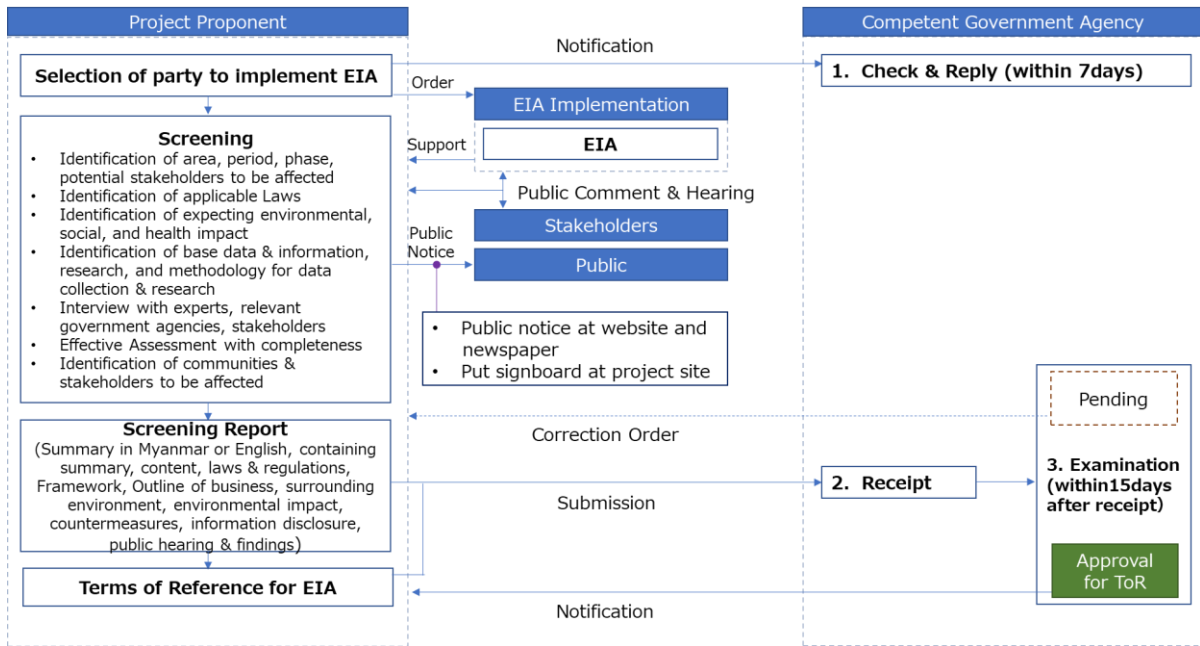 Project Proponent
Competent Government Agency
Selection of party to implement EIA
Notification
1. Check & Reply (within 7days)
Order
EIA Implementation
EIA
Support
Public Comment & Hearing
Stakeholders
Public
Notice
Public
Screening
• Identification of area, period, phase,
potential stakeholders to be affected
• Identification of applicable Laws
• Identification of expecting environmental,
social, and health impact
• Identification of base data & information,
research, and methodology for data
collection & research
• Interview with experts, relevant
government agencies, stakeholders
• Effective Assessment with completeness
• Identification of communities &
stakeholders to be affected
• Public notice at website and
newspaper
• Put signboard at project site
Pending
Correction Order
Screening Report
(Summary in Myanmar or English, containing
summary, content, laws & regulations,
Framework, Outline of business, surrounding
environment, environmental impact,
countermeasures, information disclosure,
public hearing & findings)
Submission
2. Receipt
3. Examination
(within15days
after receipt)
Approval
for ToR
Terms of Reference for EIA
Notification